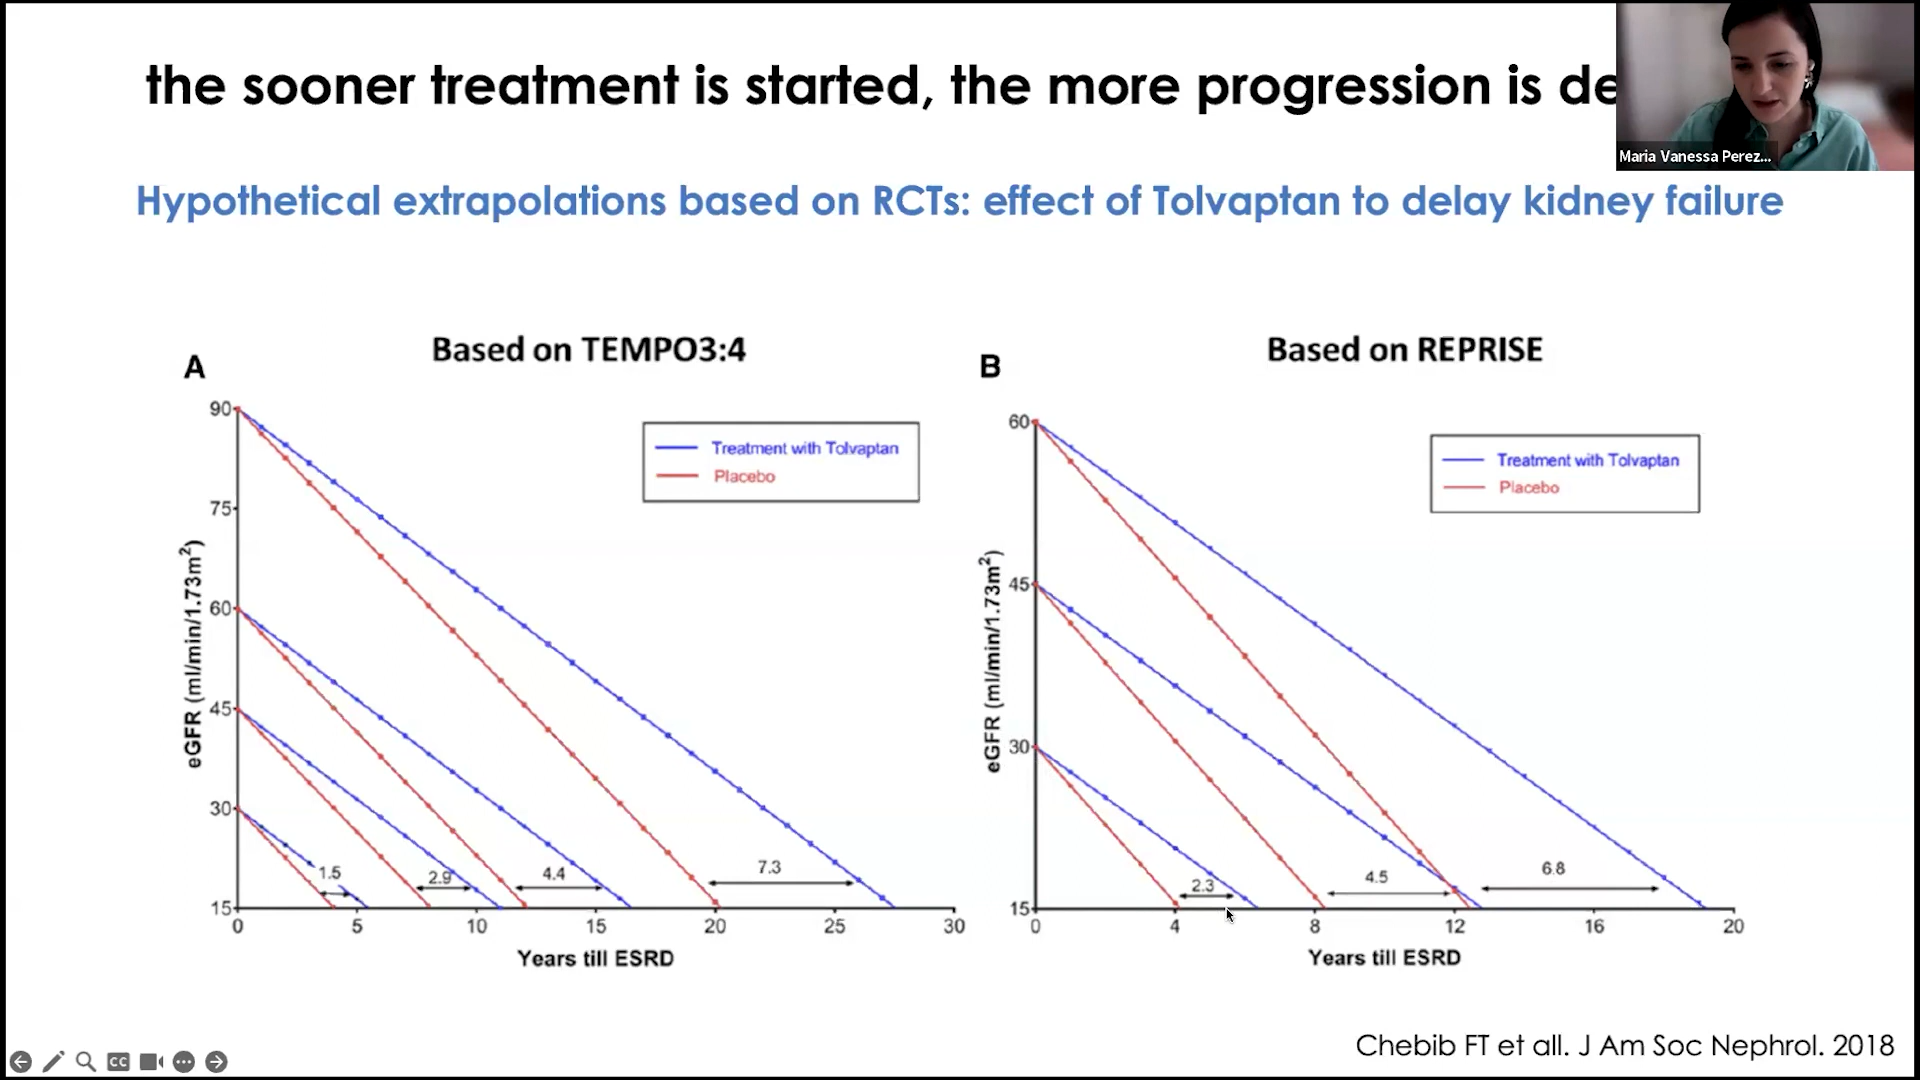 the sooner treatment is started, the more progression is de
Maria Vanessa Perez...
Hypothetical extrapolations based on RCTs: effect of Tolvaptan to delay kidney failure
A
Based on TEMPO3:4
Treatment with Tolvaptan
Placebo
eGFR (ml/min/1.73m²)
90
75
60
45
30
15
1.5
2.9
4.4
7.3
0 5 10 15 20 25 30
Years till ESRD
B
Based on REPRISE
Treatment with Tolvaptan
Placebo
eGFR (ml/min/1.73m²)
60
45
30
15
2.3
4.5
6.8
0 4 8 12 16 20
Years till ESRD
Chebib FT et all. J Am Soc Nephrol. 2018
CC